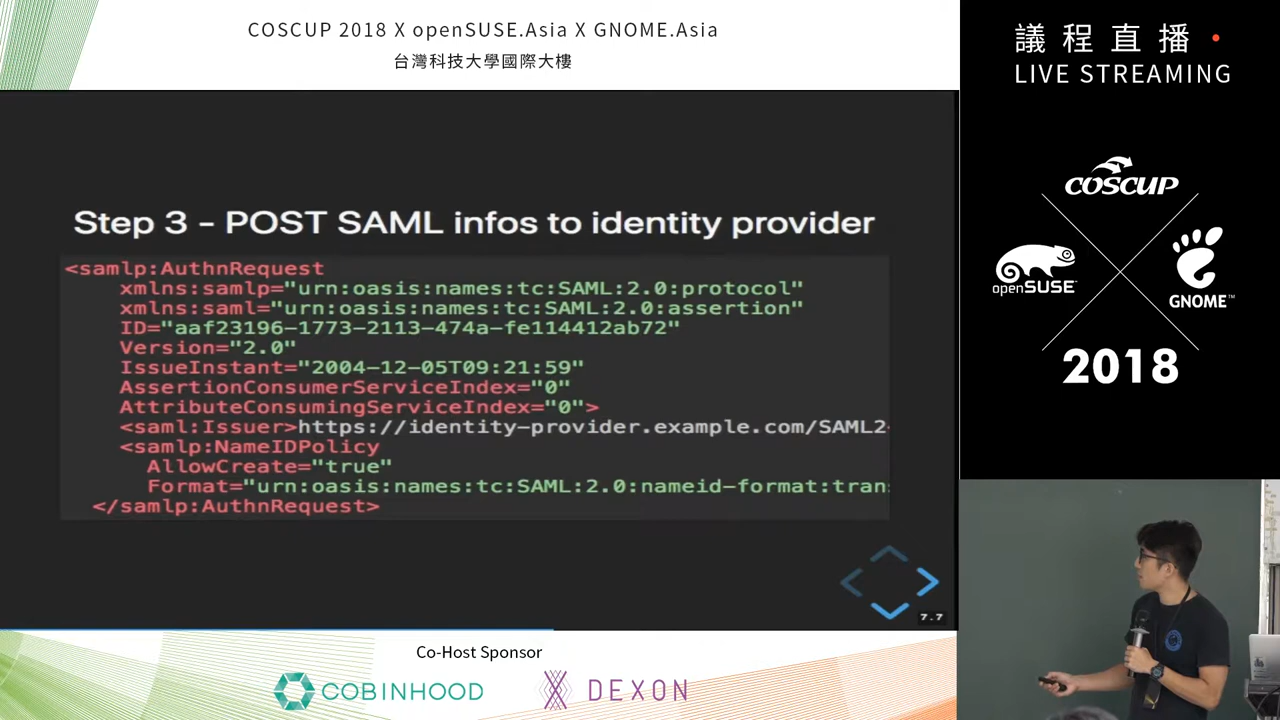 COSCUP 2018 X openSUSE.Asia X GNOME.Asia
台灣科技大學國際大樓
議程直播
LIVE STREAMING
COSCUP
openSUSE
GNOME
2018
Step 3 - POST SAML infos to identity provider
<samlp:AuthnRequest
xmlns:samlp="urn:oasis:names:tc:SAML:2.0:protocol"
xmlns:saml="urn:oasis:names:tc:SAML:2.0:assertion"
ID="aaf23196-1773-2113-474a-fe114412ab72"
Version="2.0"
IssueInstant="2004-12-05T09:21:59"
AssertionConsumerServiceIndex="0"
AttributeConsumingServiceIndex="0">
<saml:Issuer>https://identity-provider.example.com/SAML2
<samlp:NameIDPolicy
AllowCreate="true"
Format="urn:oasis:names:tc:SAML:2.0:nameid-format:tran
</samlp:AuthnRequest>
7.7
Co-Host Sponsor
COBINHOOD
DEXON